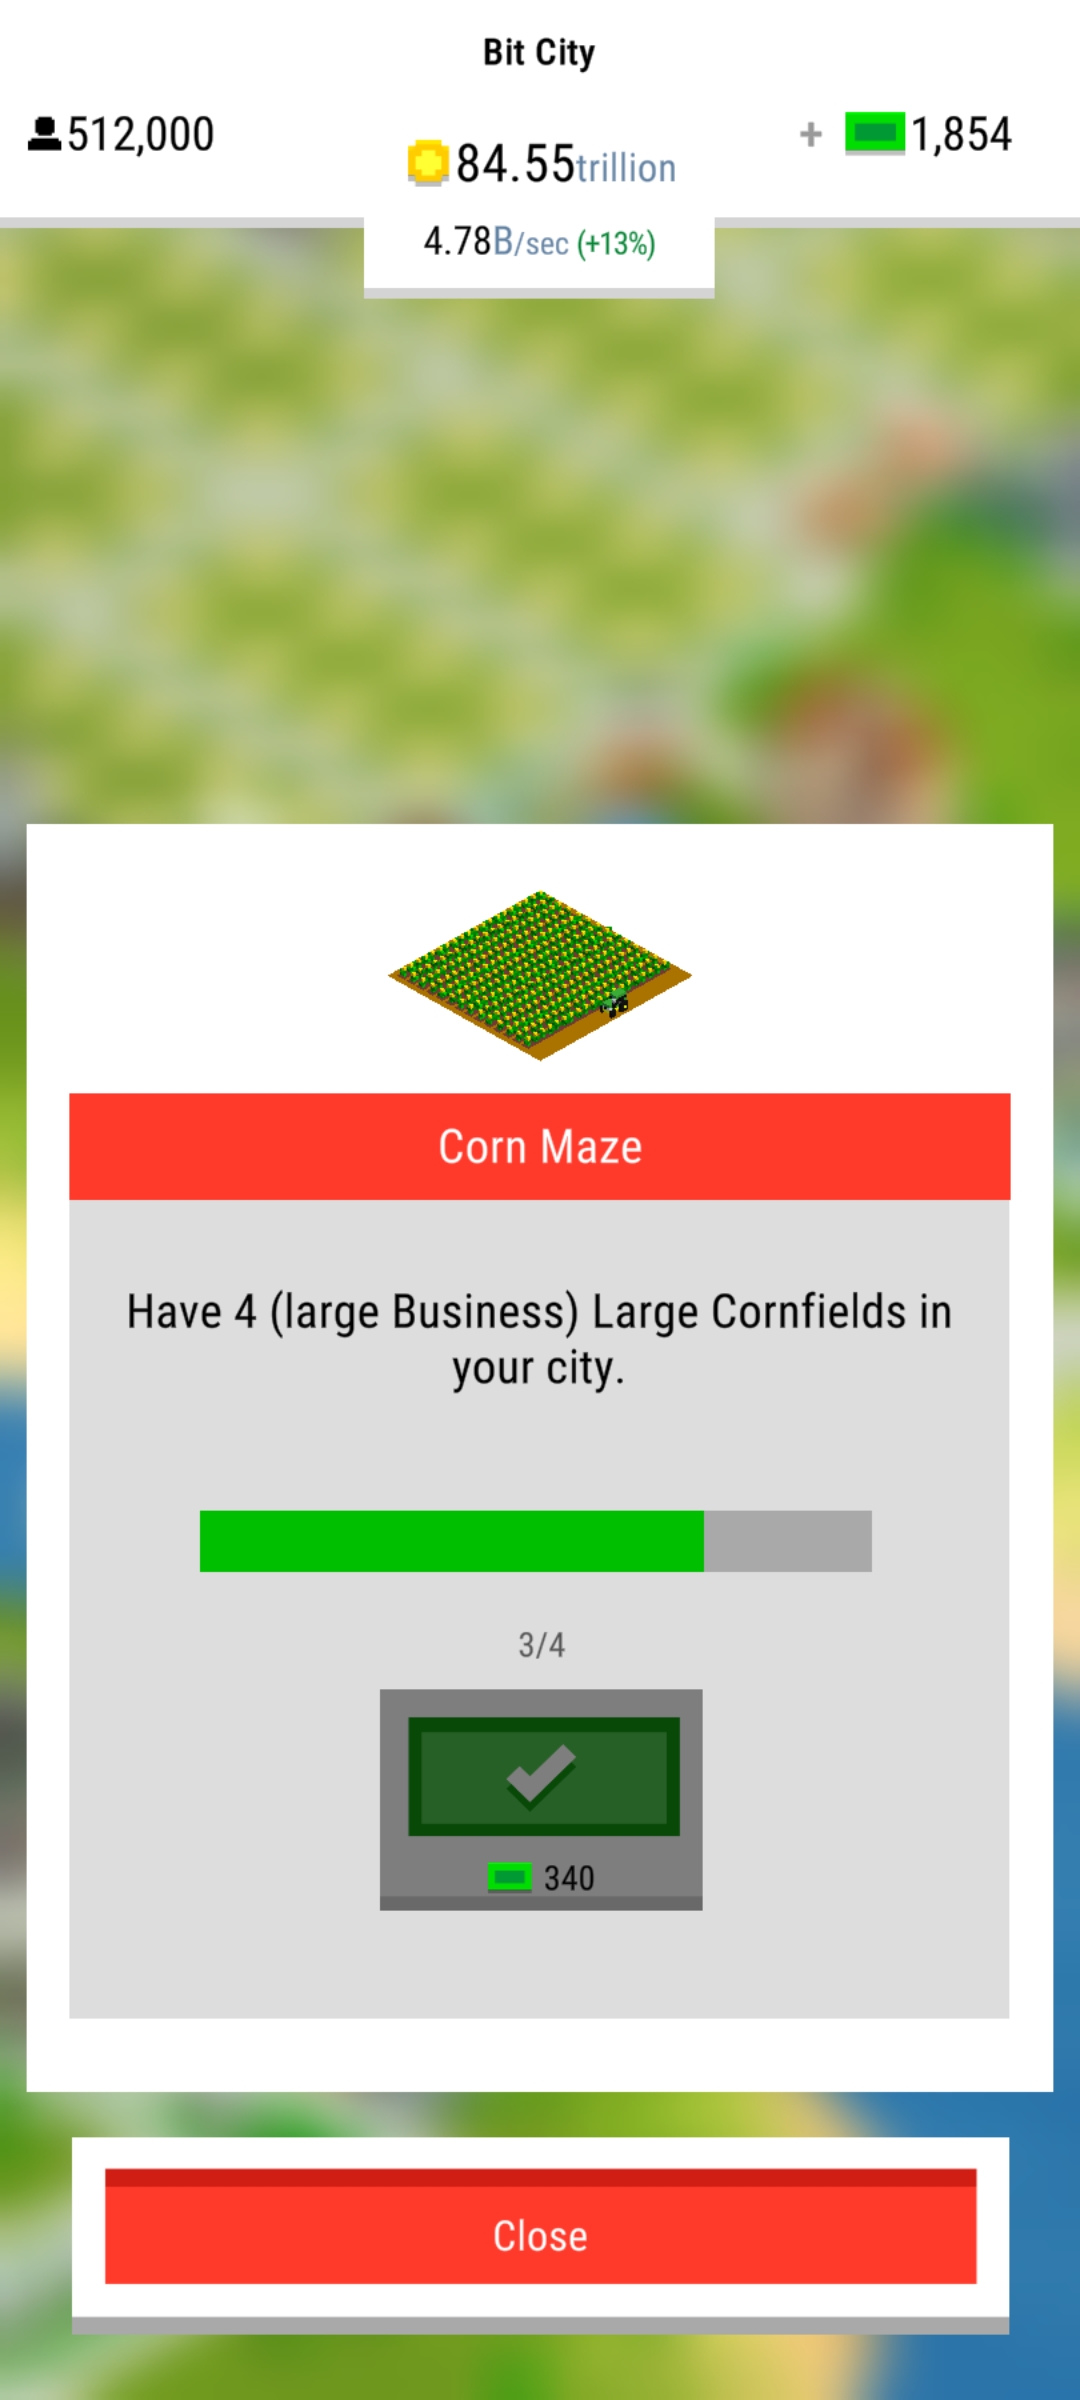 Bit City
512,000
84.55trillion
+ 1,854
4.78B/sec (+13%)
Corn Maze
Have 4 (large Business) Large Cornfields in
your city.
3/4
340
Close